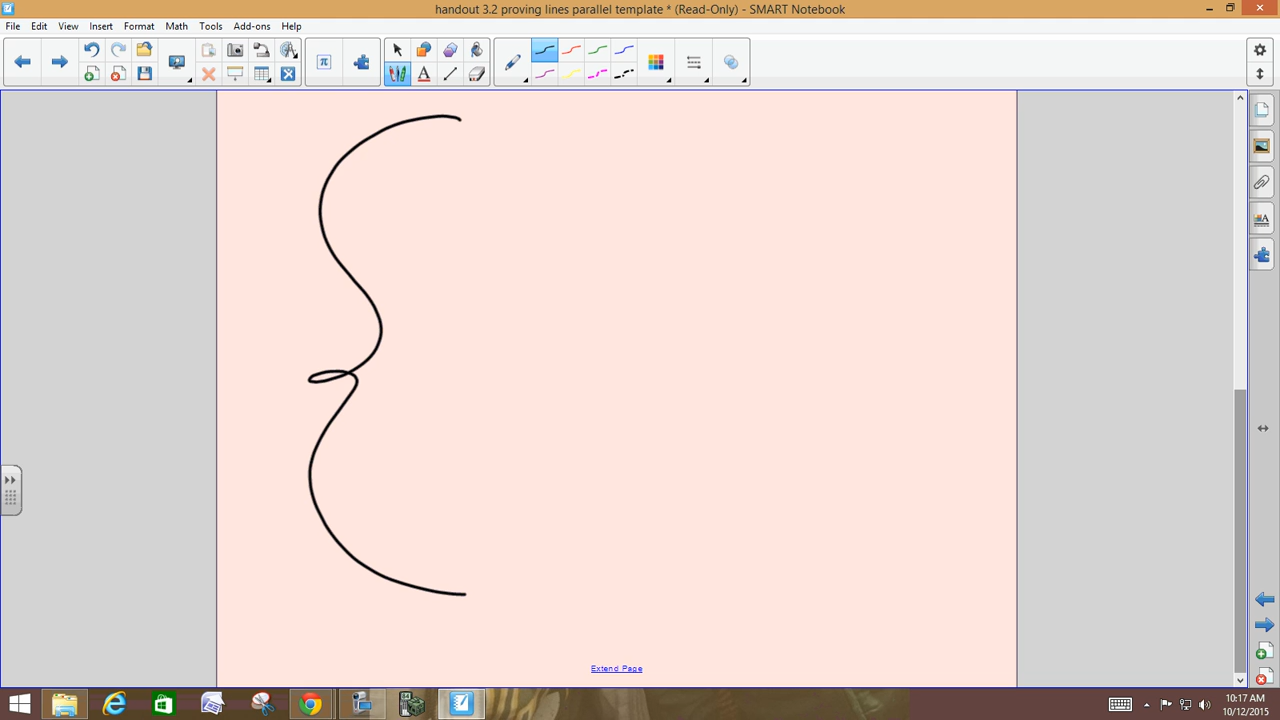 handout 3.2 proving lines parallel template * (Read-Only) - SMART Notebook
File Edit View Insert Format Math Tools Add-ons Help
Extend Page
10:17 AM
10/12/2015